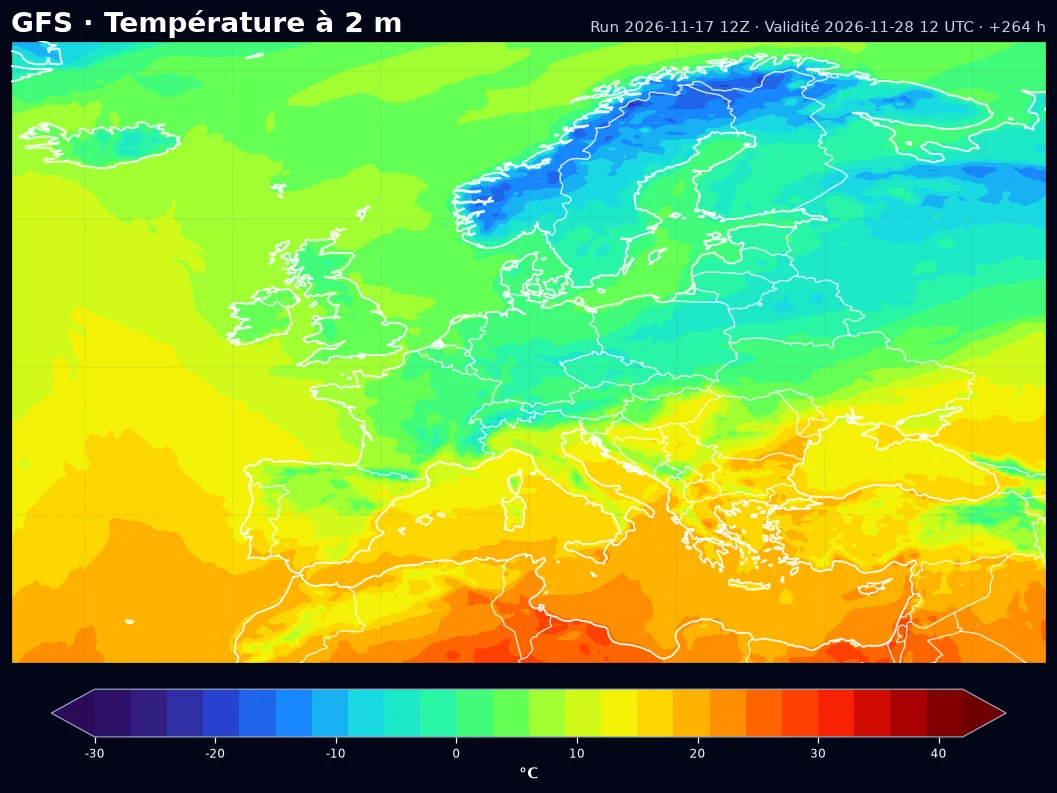 GFS · Température à 2 m
Run 2026-11-17 12Z · Validité 2026-11-28 12 UTC · +264 h
-30 -20 -10 0 10 20 30 40
°C